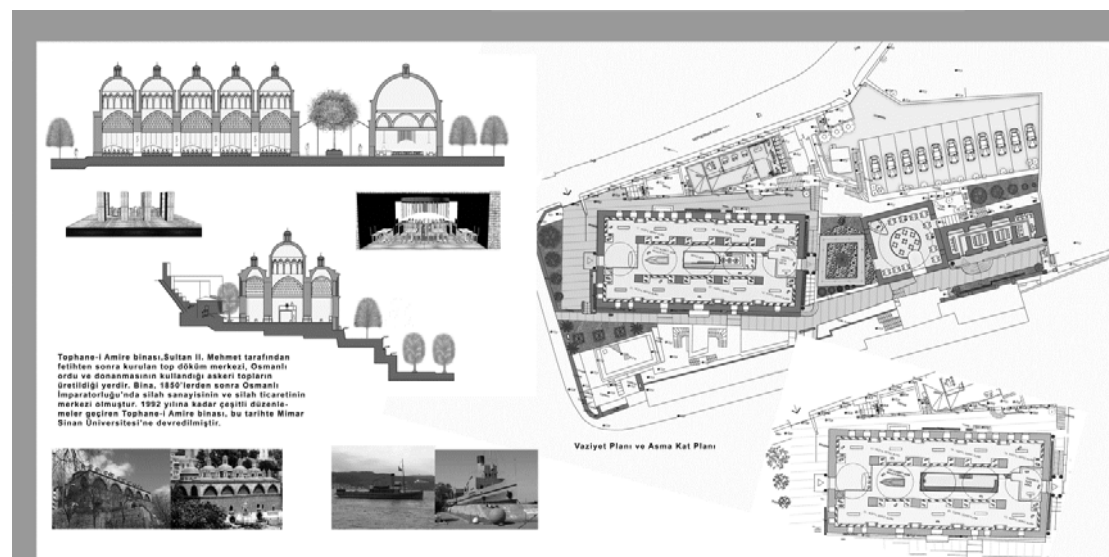 Tophane-i Amire binası,Sultan II. Mehmet tarafından
fetihten sonra kurulan top döküm merkezi, Osmanlı
ordu ve donanmasının kullandığı askeri topların
üretildiği yerdir. Bina, 1850'lerden sonra Osmanlı
İmparatorluğu'nda silah sanayisinin ve silah ticaretinin
merkezi olmuştur. 1992 yılına kadar çeşitli düzenle-
meler geçiren Tophane-i Amire binası, bu tarihte Mimar
Sinan Üniversitesi'ne devredilmiştir.
Vaziyet Planı ve Asma Kat Planı